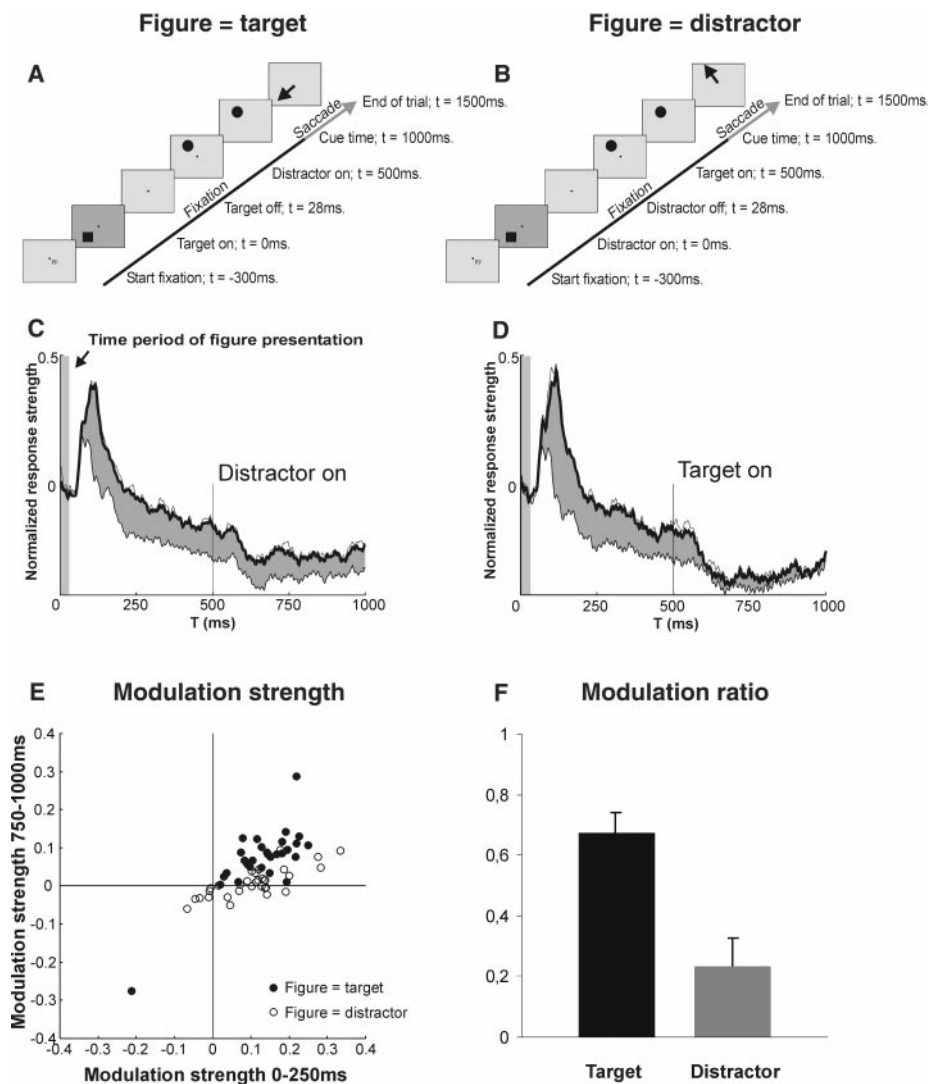 Figure = target
Figure = distractor
A
End of trial; t = 1500ms.
Saccade
Cue time; t = 1000ms.
Distractor on; t = 500ms.
Fixation
Target off; t = 28ms.
Target on; t = 0ms.
Start fixation; t = -300ms.
B
End of trial; t = 1500ms.
Saccade
Cue time; t = 1000ms.
Target on; t = 500ms.
Fixation
Distractor off; t = 28ms.
Distractor on; t = 0ms.
Start fixation; t = -300ms.
C
Time period of figure presentation
0.5
Normalized response strength
Distractor on
0
0 250 500 750 1000
T (ms)
D
0.5
Normalized response strength
Target on
0
0 250 500 750 1000
T (ms)
E Modulation strength
Modulation strength 750-1000ms
0.4
0.3
0.2
0.1
0
-0.1
-0.2
-0.3
-0.4
Figure = target
Figure = distractor
-0.4 -0.3 -0.2 -0.1 0 0.1 0.2 0.3 0.4
Modulation strength 0-250ms
F Modulation ratio
1
0,8
0,6
0,4
0,2
0
Target Distractor